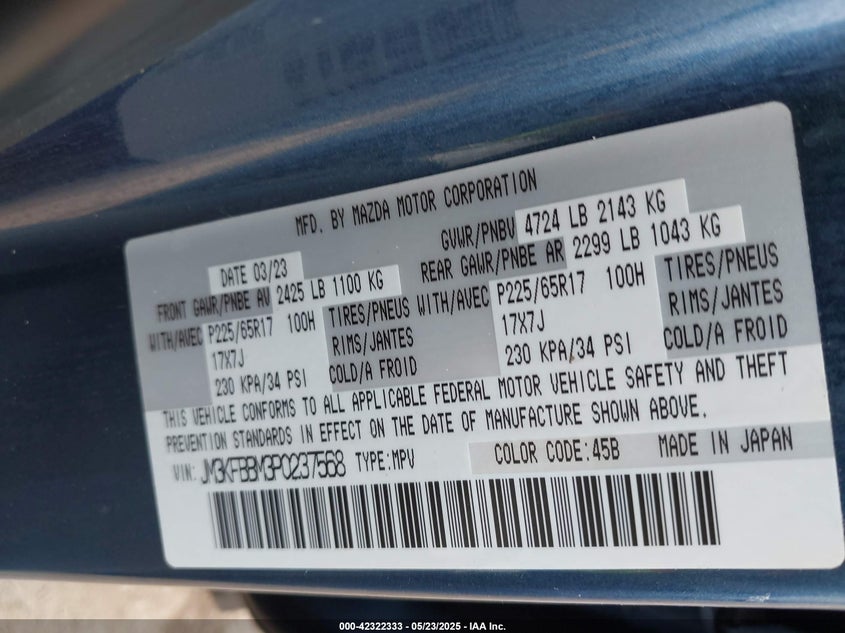 MFD. BY MAZDA MOTOR CORPORATION
DATE 03/23 GVWR/PNBV 4724 LB 2143 KG
FRONT GAWR/PNBE AV 2425 LB 1100 KG REAR GAWR/PNBE AR 2299 LB 1043 KG
WITH/AVEC P225/65R17 100H TIRES/PNEUS WITH/AVEC P225/65R17 100H TIRES/PNEUS
17X7J RIMS/JANTES 17X7J RIMS/JANTES
230 KPA/34 PSI COLD/A FROID 230 KPA/34 PSI COLD/A FROID
THIS VEHICLE CONFORMS TO ALL APPLICABLE FEDERAL MOTOR VEHICLE SAFETY AND THEFT
PREVENTION STANDARDS IN EFFECT ON THE DATE OF MANUFACTURE SHOWN ABOVE.
VIN: JM3KFBBM3P0237568 TYPE:MPV COLOR CODE:45B MADE IN JAPAN
000-42322333 — 05/23/2025 — IAA Inc.